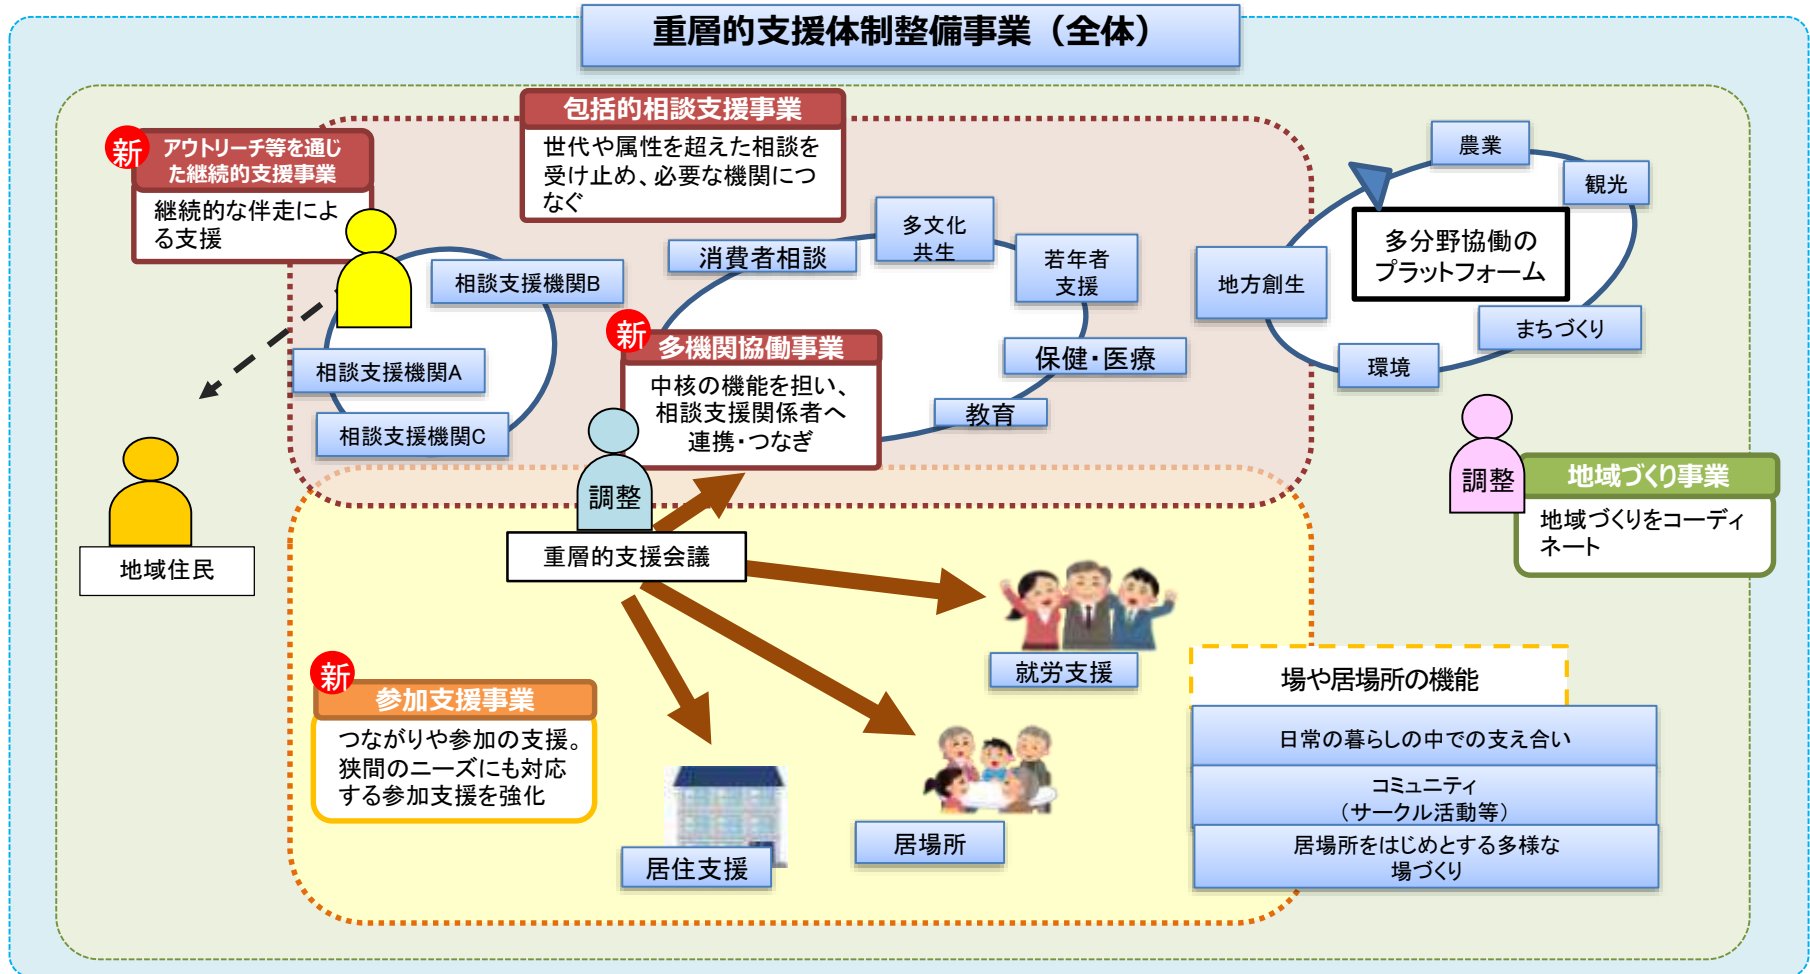 重層的支援体制整備事業（全体）
包括的相談支援事業
世代や属性を超えた相談を
受け止め、必要な機関につ
なぐ
新
アウトリーチ等を通じ
た継続的支援事業
継続的な伴走によ
る支援
相談支援機関B
相談支援機関A
相談支援機関C
消費者相談
多文化
共生
若年者
支援
保健・医療
教育
新
多機関協働事業
中核の機能を担い、
相談支援関係者へ
連携・つなぎ
農業
観光
多分野協働の
プラットフォーム
地方創生
まちづくり
環境
調整
地域づくり事業
地域づくりをコーディ
ネート
地域住民
調整
重層的支援会議
就労支援
新
参加支援事業
つながりや参加の支援。
狭間のニーズにも対応
する参加支援を強化
居住支援
居場所
場や居場所の機能
日常の暮らしの中での支え合い
コミュニティ
（サークル活動等）
居場所をはじめとする多様な
場づくり